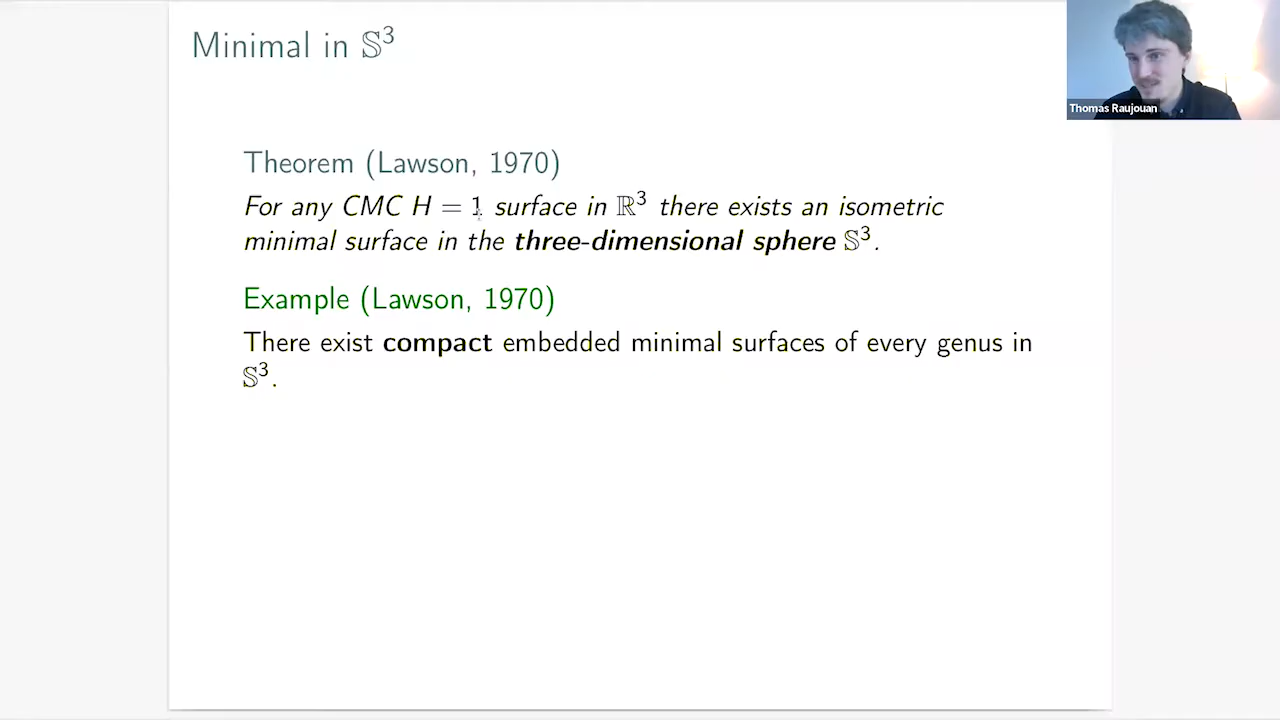 Minimal in 𝕊³
Thomas Raujouan
Theorem (Lawson, 1970)
For any CMC H = 1 surface in ℝ³ there exists an isometric
minimal surface in the three-dimensional sphere 𝕊³.
Example (Lawson, 1970)
There exist compact embedded minimal surfaces of every genus in
𝕊³.